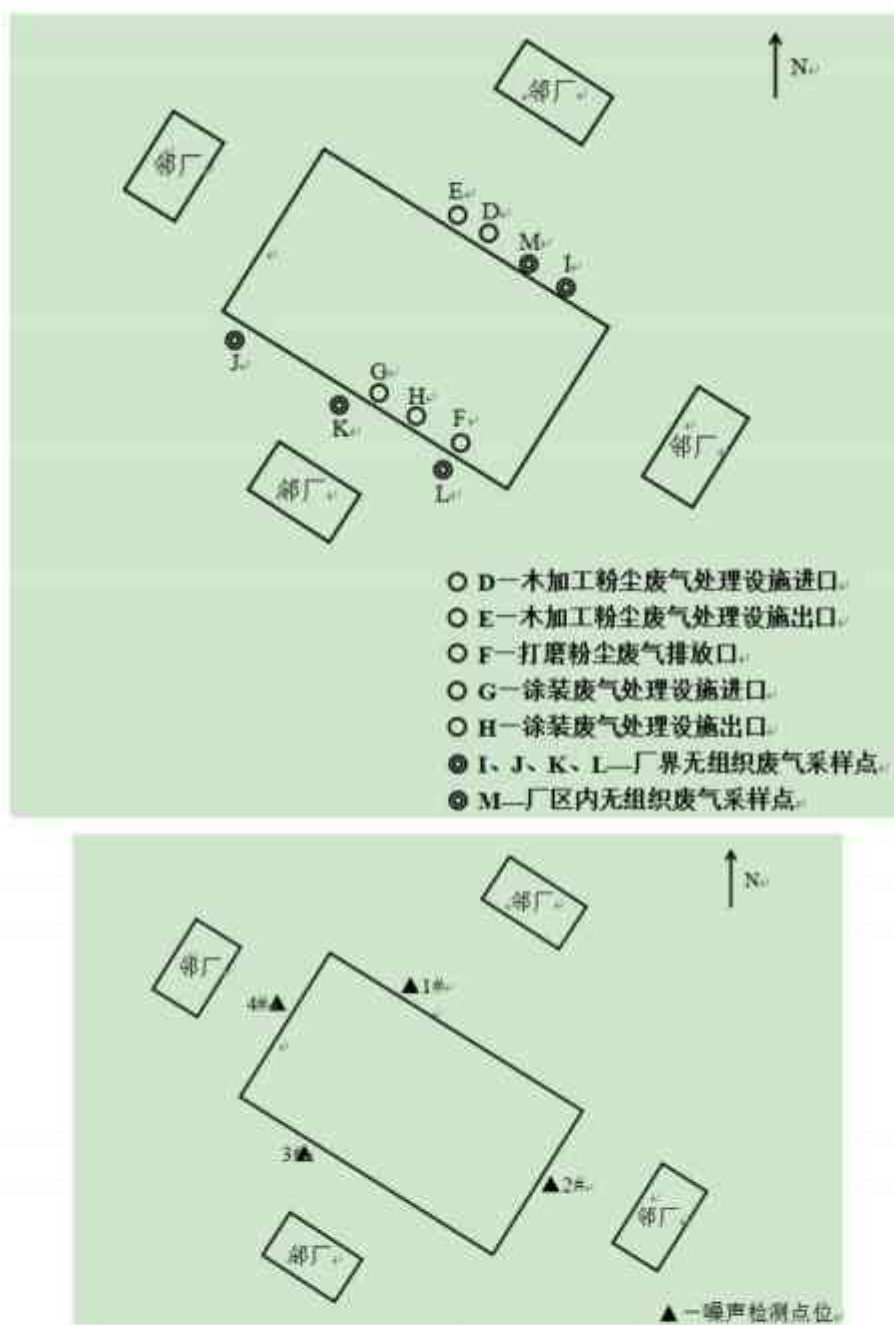 N
邻厂
邻厂
E
D
M
I
J
G
H
F
K
L
邻厂
邻厂
D—木加工粉尘废气处理设施进口
E—木加工粉尘废气处理设施出口
F—打磨粉尘废气排放口
G—涂装废气处理设施进口
H—涂装废气处理设施出口
I、J、K、L—厂界无组织废气采样点
M—厂区内无组织废气采样点
N
邻厂
邻厂
4#▲
▲1#
3#▲
▲2#
邻厂
邻厂
▲—噪声检测点位